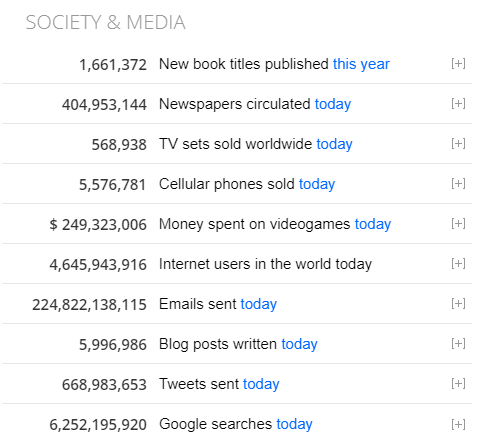 SOCIETY & MEDIA
1,661,372 New book titles published this year [+]
404,953,144 Newspapers circulated today [+]
568,938 TV sets sold worldwide today [+]
5,576,781 Cellular phones sold today [+]
$ 249,323,006 Money spent on videogames today [+]
4,645,943,916 Internet users in the world today [+]
224,822,138,115 Emails sent today [+]
5,996,986 Blog posts written today [+]
668,983,653 Tweets sent today [+]
6,252,195,920 Google searches today [+]